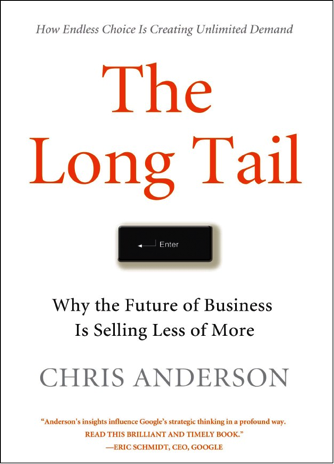 How Endless Choice Is Creating Unlimited Demand
The
Long Tail
Enter
Why the Future of Business
Is Selling Less of More
CHRIS ANDERSON
"Anderson's insights influence Google's strategic thinking in a profound way.
READ THIS BRILLIANT AND TIMELY BOOK."
—ERIC SCHMIDT, CEO, GOOGLE